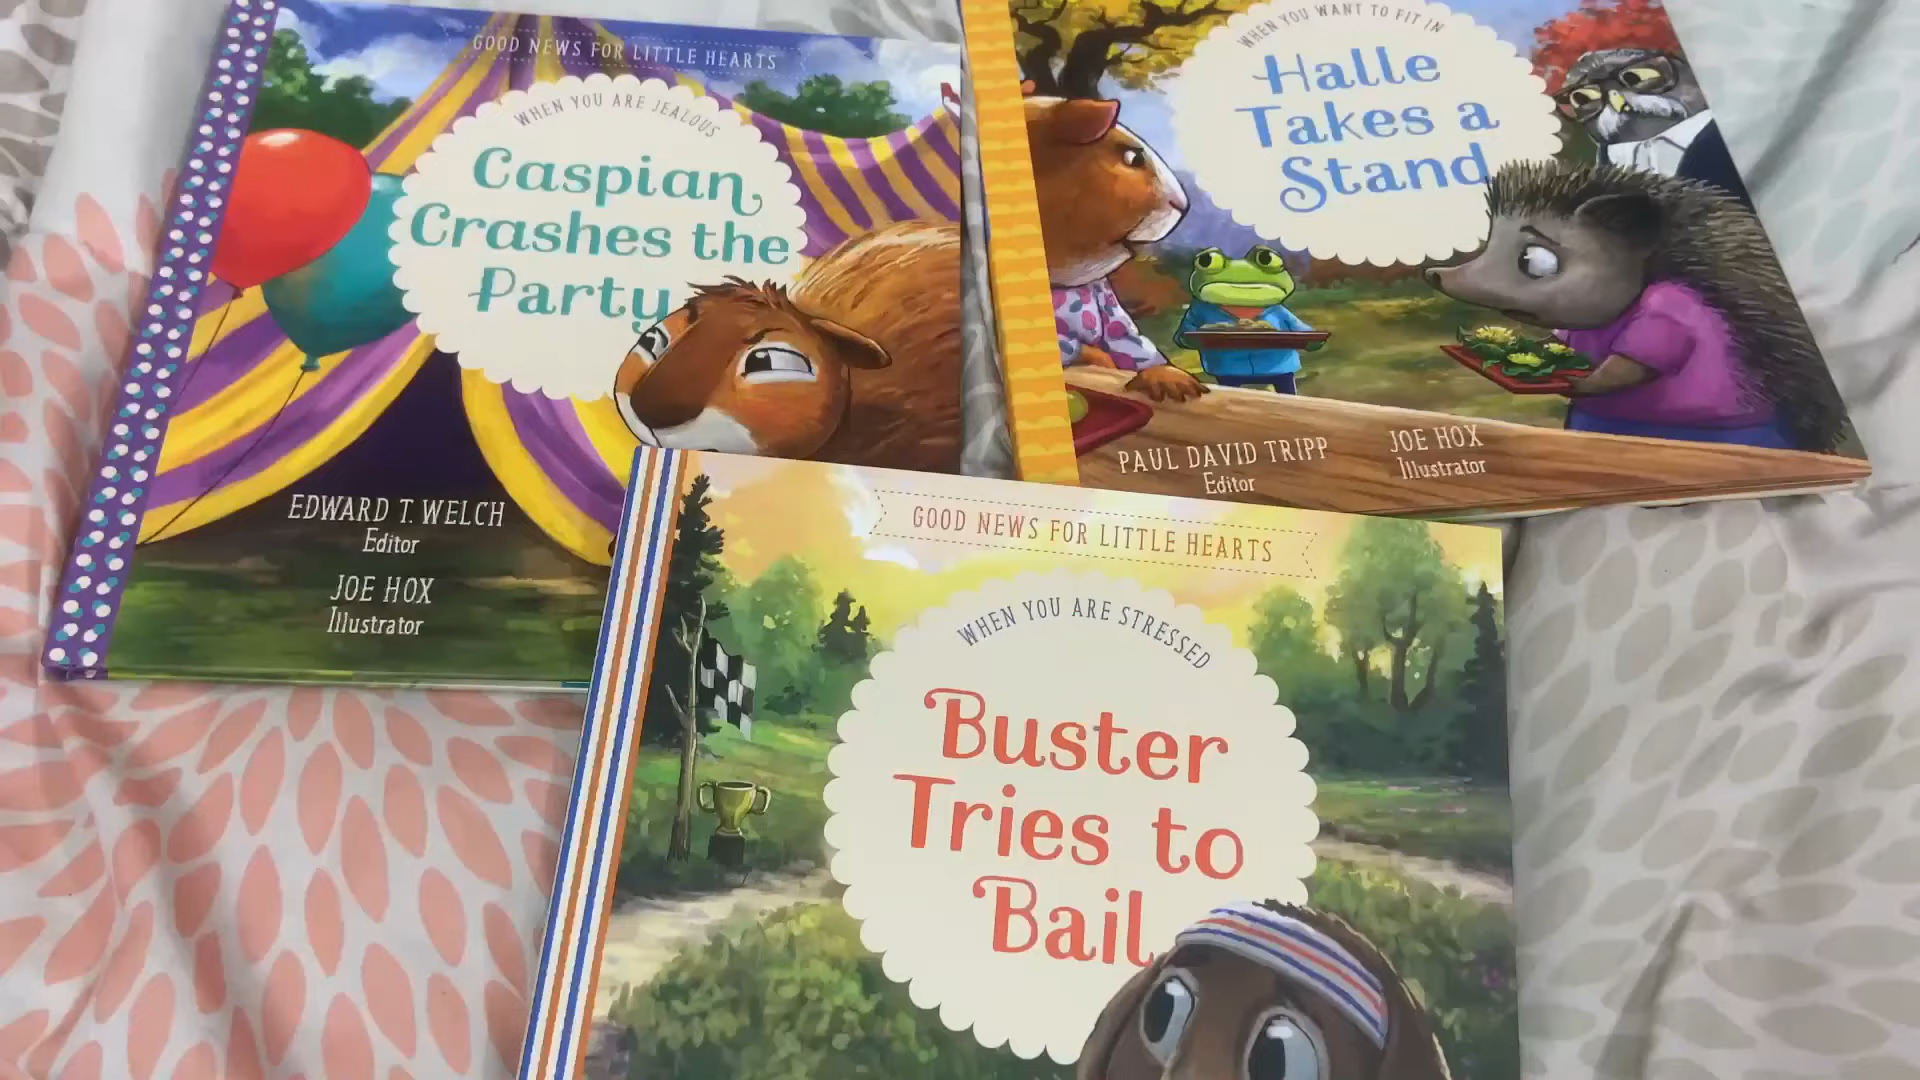 GOOD NEWS FOR LITTLE HEARTS
WHEN YOU ARE JEALOUS
Caspian
Crashes the
Party
EDWARD T. WELCH
Editor
JOE HOX
Illustrator
WHEN YOU WANT TO FIT IN
Halle
Takes a
Stand
PAUL DAVID TRIPP
Editor
JOE HOX
Illustrator
GOOD NEWS FOR LITTLE HEARTS
WHEN YOU ARE STRESSED
Buster
Tries to
Bail